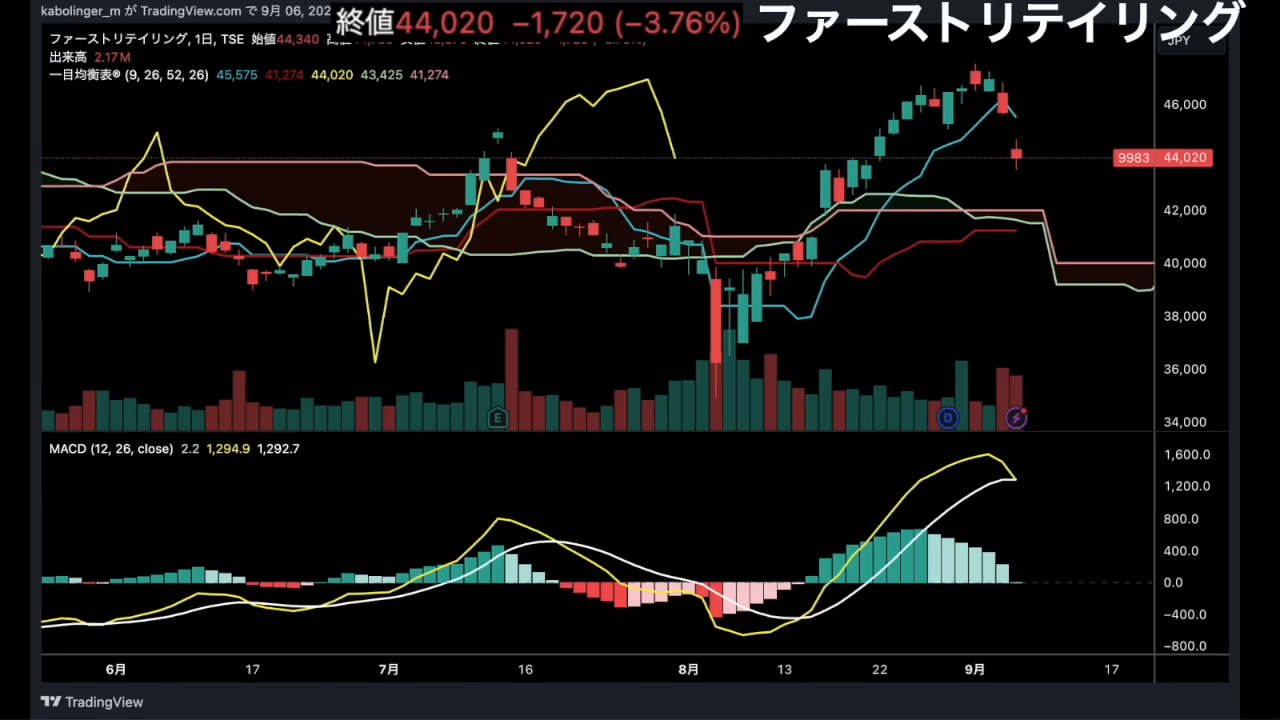 kabolinger_m が TradingView.com で 9月 06, 202
終値44,020 −1,720 (−3.76%)
ファーストリテイリング
ファーストリテイリング, 1日, TSE 始値44,340
JPY
出来高 2.17M
一目均衡表® (9, 26, 52, 26) 45,575 41,274 44,020 43,425 41,274
46,000
9983 44,020
42,000
40,000
38,000
36,000
34,000
E
D
MACD (12, 26, close) 2.2 1,294.9 1,292.7
1,600.0
1,200.0
800.0
400.0
0.0
−400.0
−800.0
6月 17 7月 16 8月 13 22 9月 17
TradingView